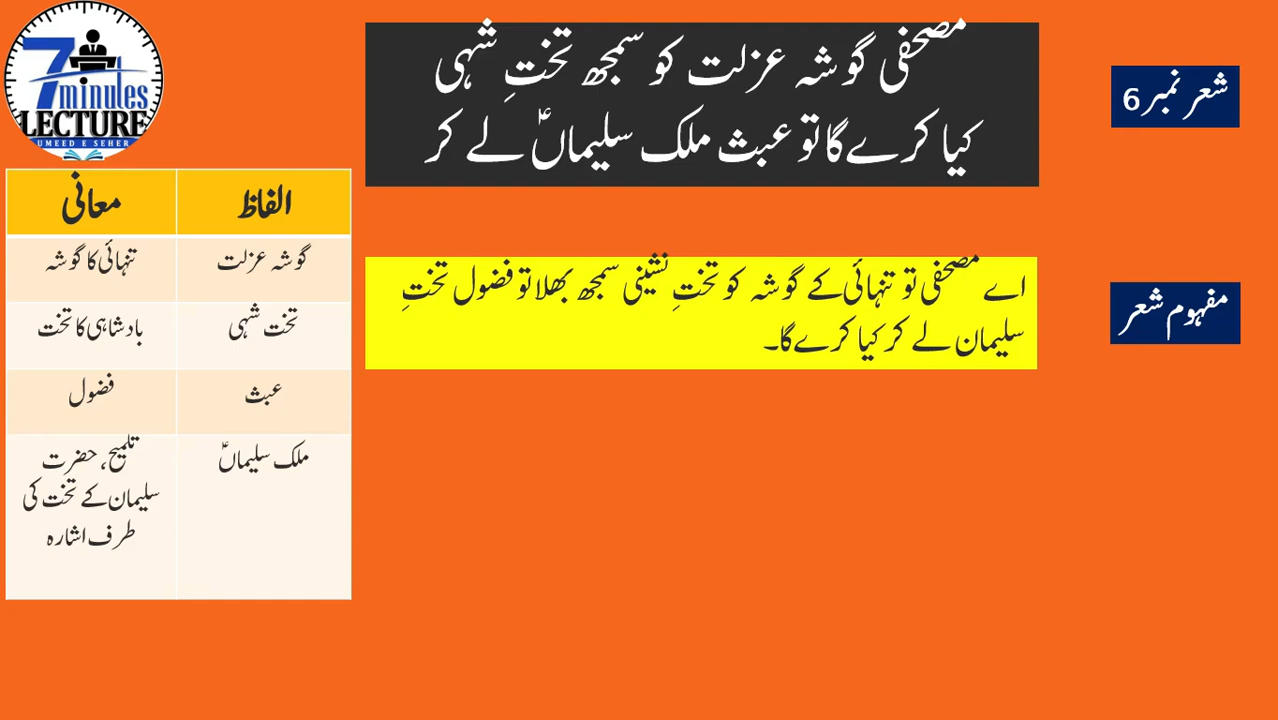 7
minutes
LECTURE
UMEED E SEHER
مصحفی گوشہ عزلت کو سمجھ تختِ شہی
کیا کرے گا تو عبث ملک سلیماںؑ لے کر
شعر نمبر 6
الفاظ معانی
گوشہ عزلت تنہائی کا گوشہ
تخت شہی بادشاہی کا تخت
عبث فضول
ملک سلیماںؑ تلمیح، حضرت
سلیمان کے تخت کی
طرف اشارہ
مفہوم شعر
اے مصحفی تو تنہائی کے گوشہ کو تختِ نشینی سمجھ بھلا تو فضول تختِ
سلیمان لے کر کیا کرے گا۔